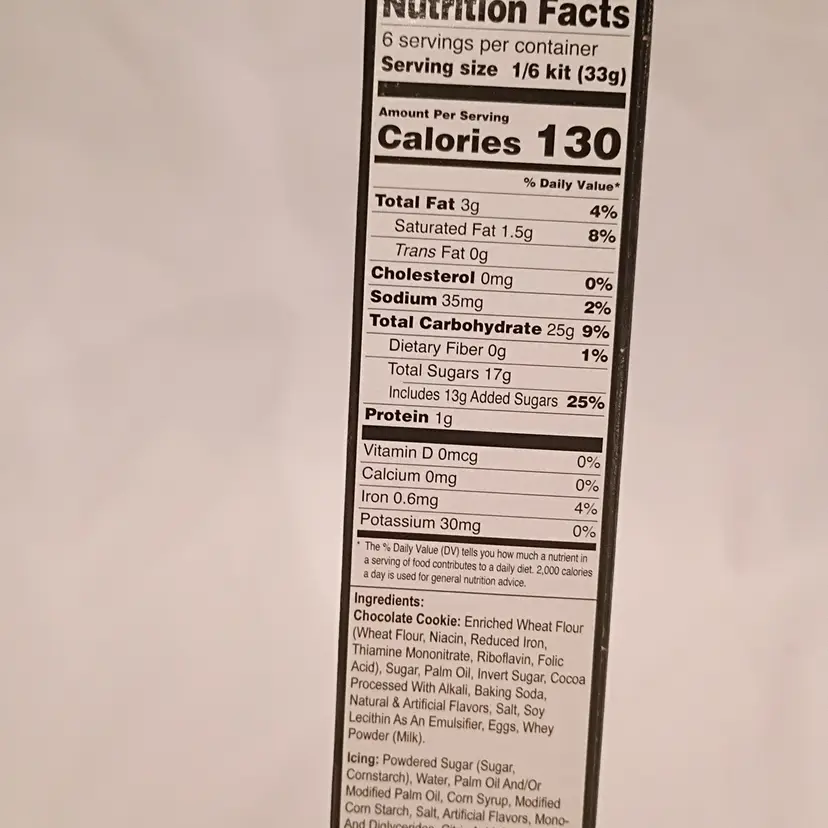 Nutrition Facts
6 servings per container
Serving size 1/6 kit (33g)
Amount Per Serving
Calories 130
% Daily Value*
Total Fat 3g 4%
Saturated Fat 1.5g 8%
Trans Fat 0g
Cholesterol 0mg 0%
Sodium 35mg 2%
Total Carbohydrate 25g 9%
Dietary Fiber 0g 1%
Total Sugars 17g
Includes 13g Added Sugars 25%
Protein 1g
Vitamin D 0mcg 0%
Calcium 0mg 0%
Iron 0.6mg 4%
Potassium 30mg 0%
* The % Daily Value (DV) tells you how much a nutrient in
a serving of food contributes to a daily diet. 2,000 calories
a day is used for general nutrition advice.
Ingredients:
Chocolate Cookie: Enriched Wheat Flour
(Wheat Flour, Niacin, Reduced Iron,
Thiamine Mononitrate, Riboflavin, Folic
Acid), Sugar, Palm Oil, Invert Sugar, Cocoa
Processed With Alkali, Baking Soda,
Natural & Artificial Flavors, Salt, Soy
Lecithin As An Emulsifier, Eggs, Whey
Powder (Milk).
Icing: Powdered Sugar (Sugar,
Cornstarch), Water, Palm Oil And/Or
Modified Palm Oil, Corn Syrup, Modified
Corn Starch, Salt, Artificial Flavors, Mono-
And Diglycerides,